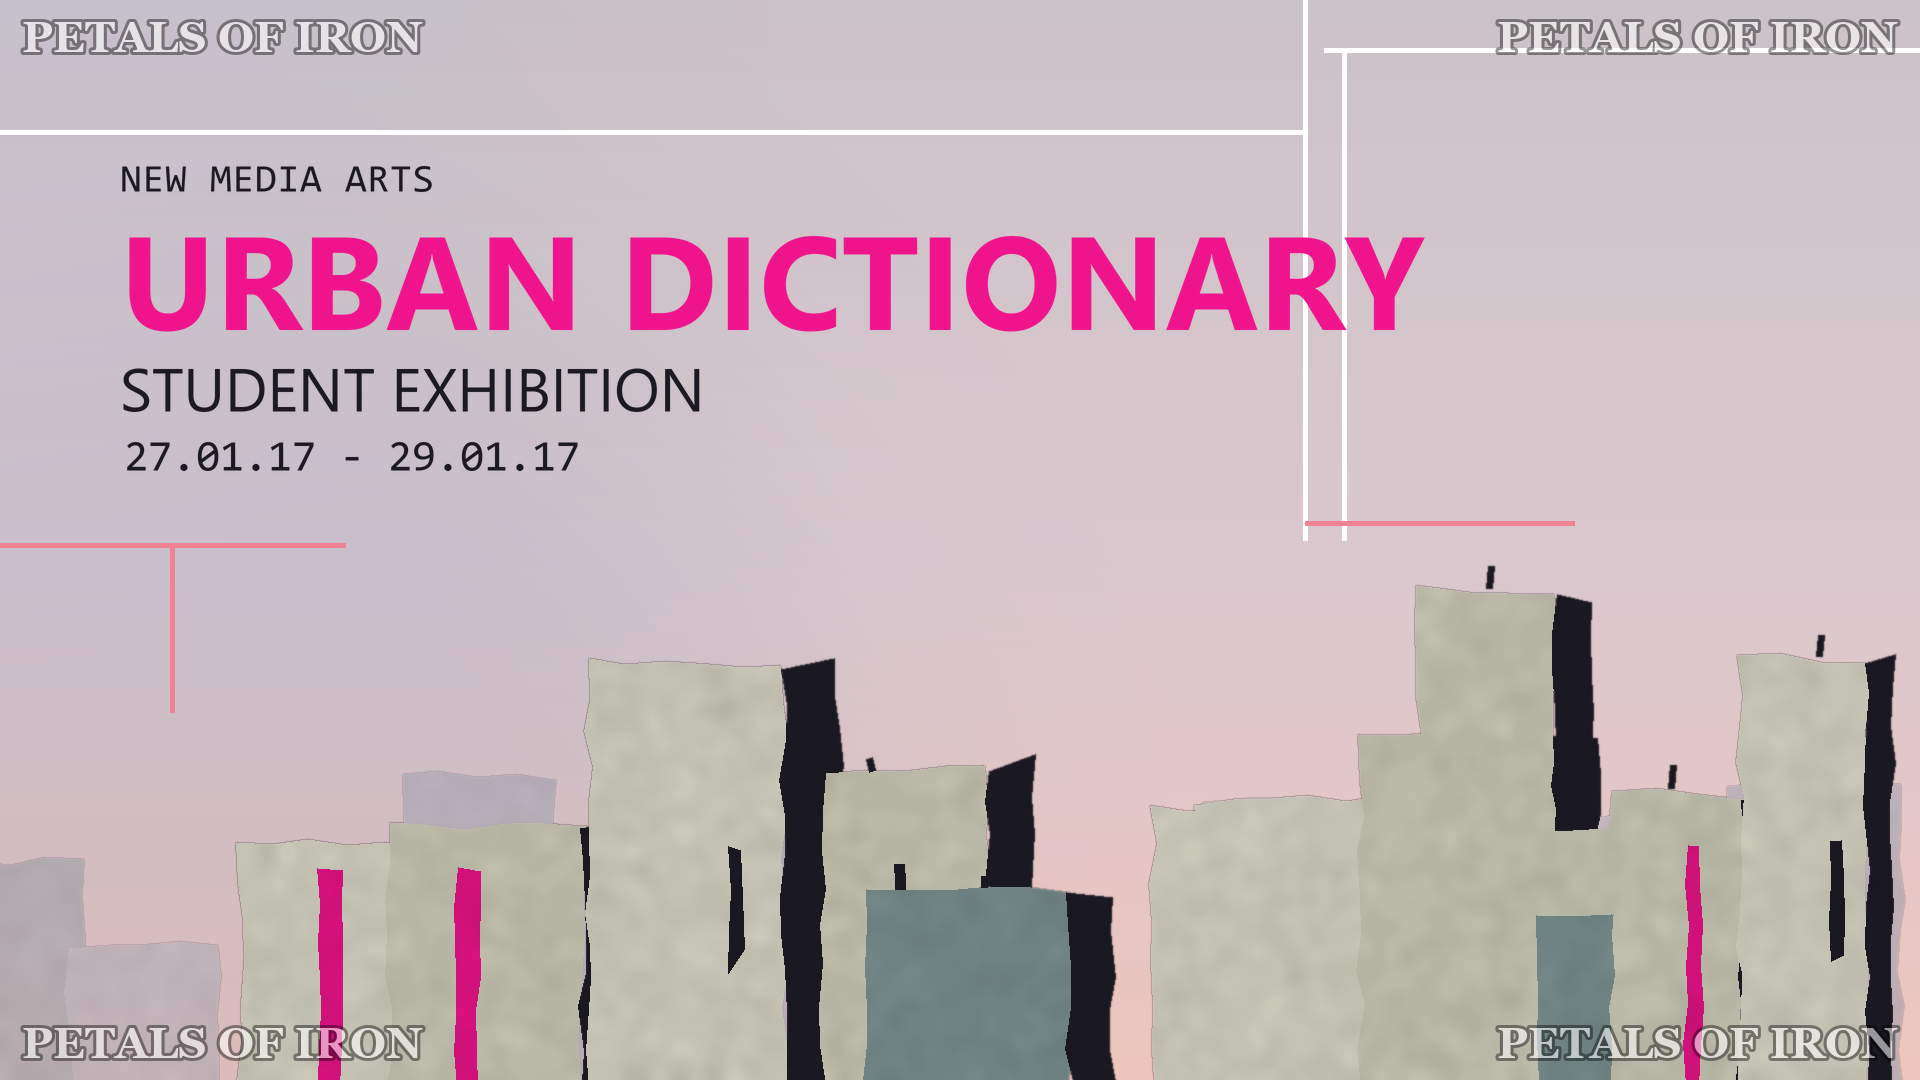 PETALS OF IRON PETALS OF IRON
NEW MEDIA ARTS
URBAN DICTIONARY
STUDENT EXHIBITION
27.01.17 - 29.01.17
PETALS OF IRON PETALS OF IRON